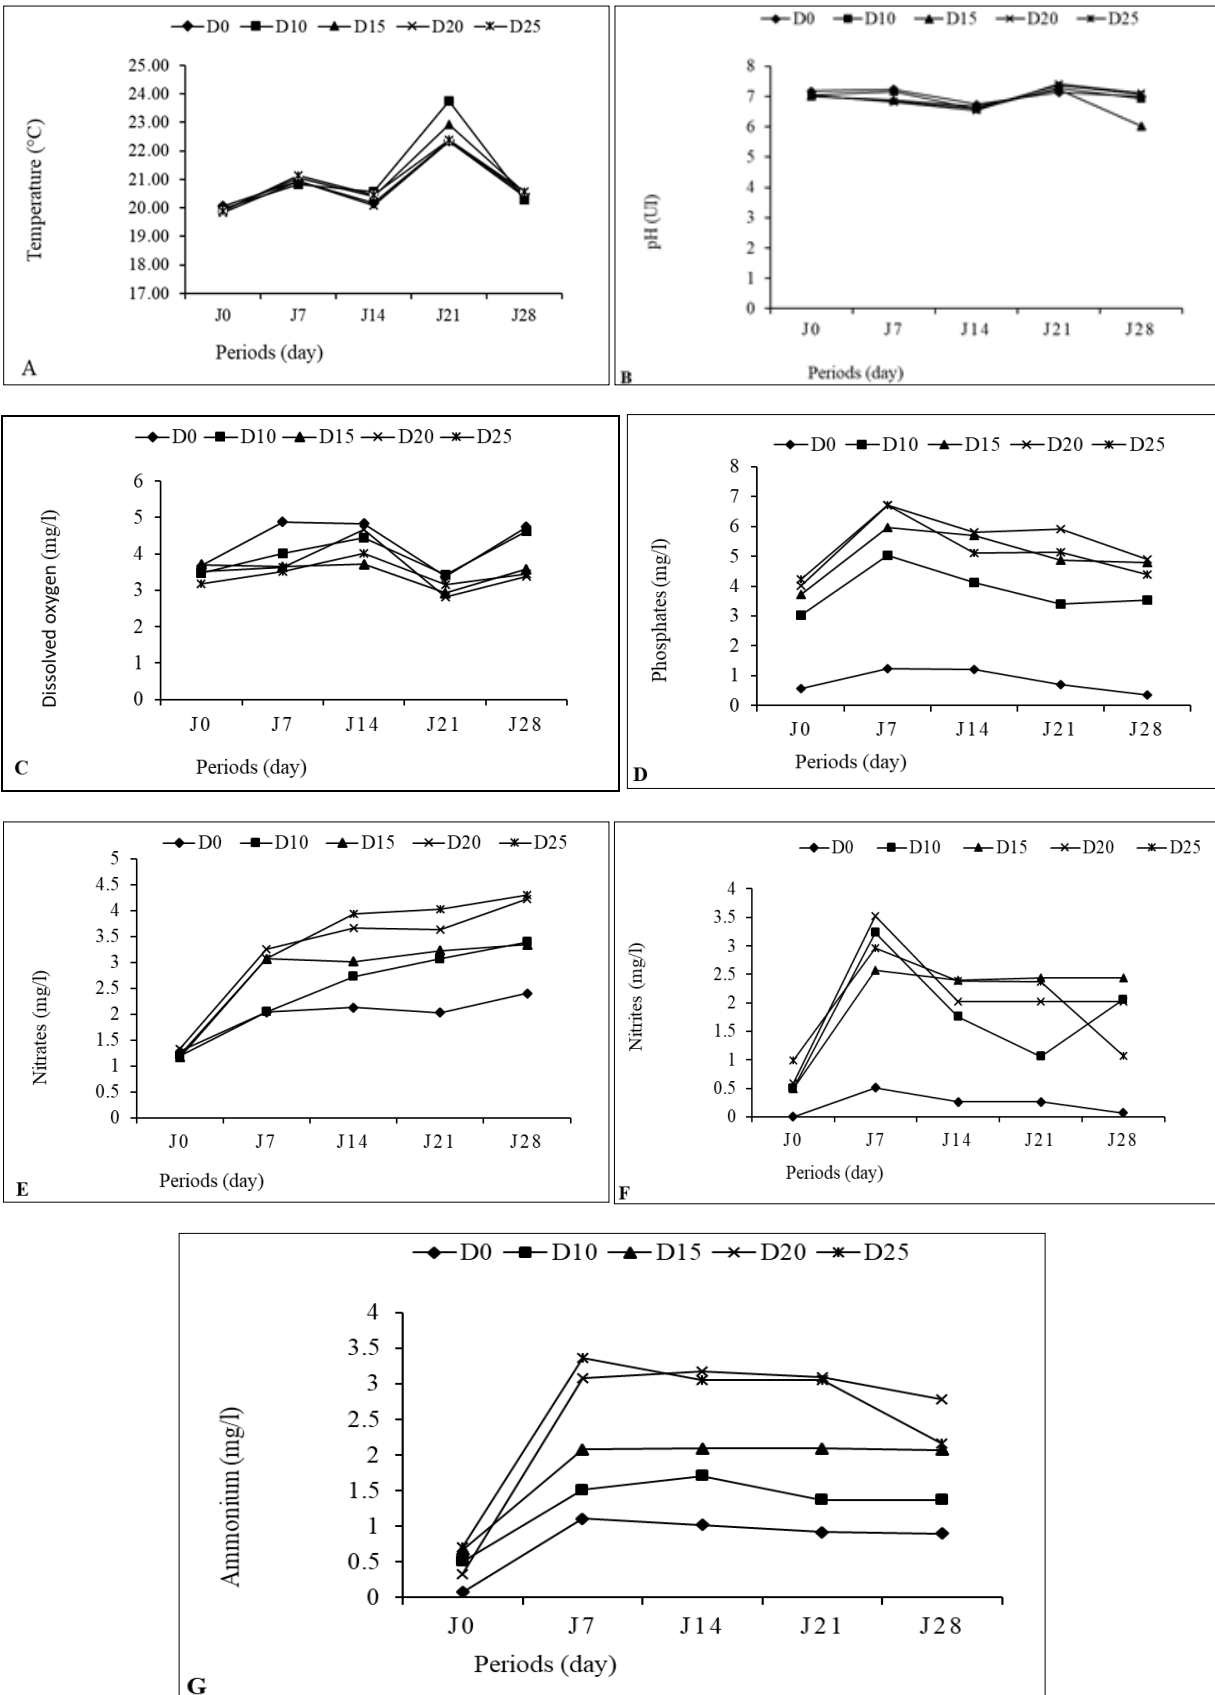 D0 D10 D15 D20 D25
Temperature (°C)
25.00
24.00
23.00
22.00
21.00
20.00
19.00
18.00
17.00
J0 J7 J14 J21 J28
Periods (day)
A
D0 D10 D15 D20 D25
pH (UI)
8
7
6
5
4
3
2
1
0
J0 J7 J14 J21 J28
Periods (day)
B
D0 D10 D15 D20 D25
Dissolved oxygen (mg/l)
6
5
4
3
2
1
0
J0 J7 J14 J21 J28
Periods (day)
C
D0 D10 D15 D20 D25
Phosphates (mg/l)
8
7
6
5
4
3
2
1
0
J0 J7 J14 J21 J28
Periods (day)
D
D0 D10 D15 D20 D25
Nitrates (mg/l)
5
4.5
4
3.5
3
2.5
2
1.5
1
0.5
0
J0 J7 J14 J21 J28
Periods (day)
E
D0 D10 D15 D20 D25
Nitrites (mg/l)
4
3.5
3
2.5
2
1.5
1
0.5
0
J0 J7 J14 J21 J28
Periods (day)
F
D0 D10 D15 D20 D25
Ammonium (mg/l)
4
3.5
3
2.5
2
1.5
1
0.5
0
J0 J7 J14 J21 J28
Periods (day)
G